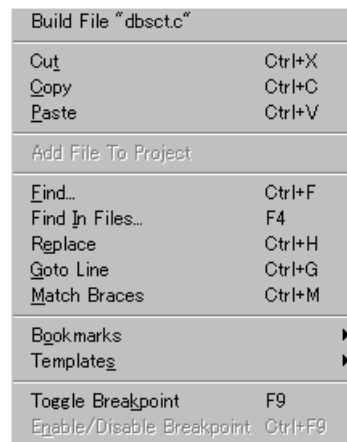 Build File "dbsct.c"
Cut Ctrl+X
Copy Ctrl+C
Paste Ctrl+V
Add File To Project
Find... Ctrl+F
Find In Files... F4
Replace Ctrl+H
Goto Line Ctrl+G
Match Braces Ctrl+M
Bookmarks
Templates
Toggle Breakpoint F9
Enable/Disable Breakpoint Ctrl+F9